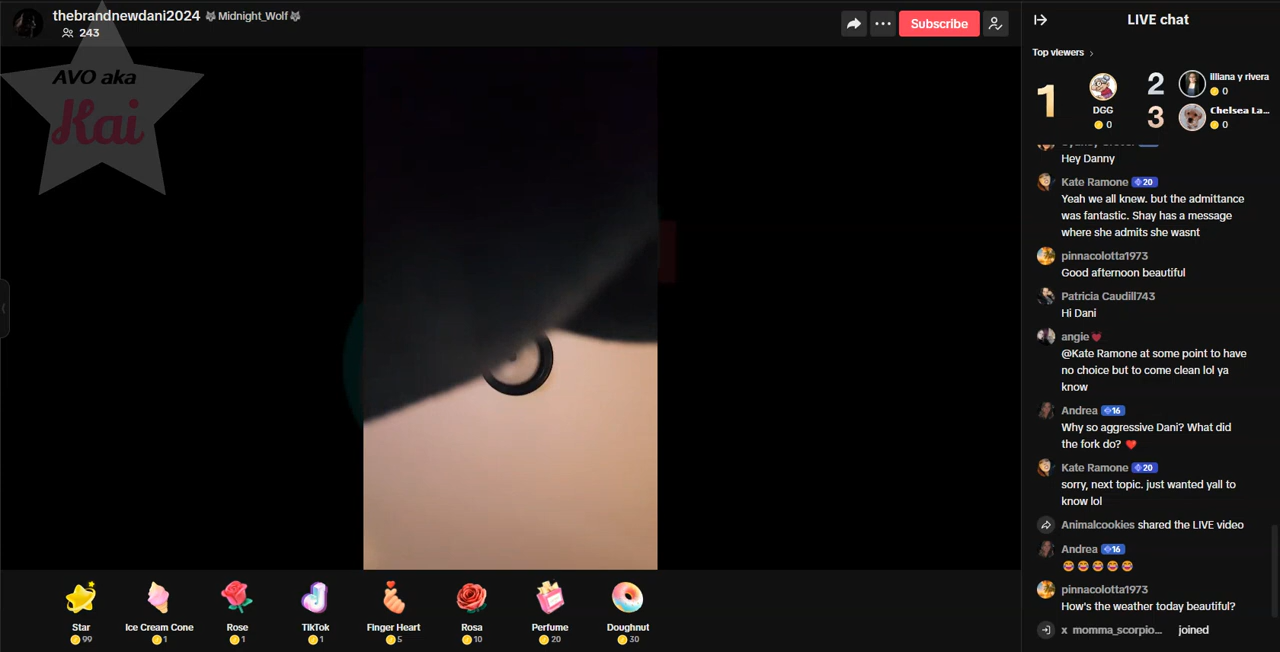 thebrandnewdani2024 🐺Midnight_Wolf🐺
243
Subscribe
AVO aka
Kai
LIVE chat
Top viewers
1
DGG
0
2
illiana y rivera
0
3
Chelsea La...
0
Hey Danny
Kate Ramone 20
Yeah we all knew. but the admittance
was fantastic. Shay has a message
where she admits she wasnt
pinnacolotta1973
Good afternoon beautiful
Patricia Caudill743
Hi Dani
angie💗
@Kate Ramone at some point to have
no choice but to come clean lol ya
know
Andrea 16
Why so aggressive Dani? What did
the fork do? ❤️
Kate Ramone 20
sorry, next topic. just wanted yall to
know lol
Animalcookies shared the LIVE video
Andrea 16
😂😂😂😂😂
pinnacolotta1973
How's the weather today beautiful?
x momma_scorpio... joined
Star
99
Ice Cream Cone
1
Rose
1
TikTok
1
Finger Heart
5
Rosa
10
Perfume
20
Doughnut
30